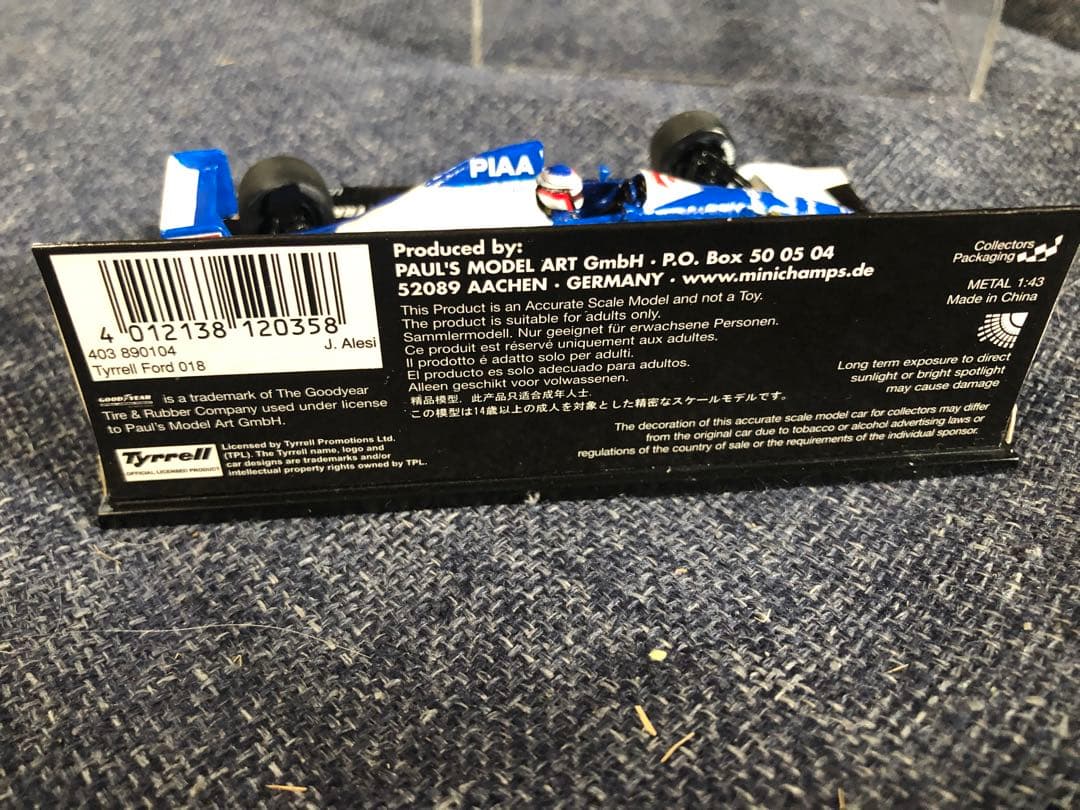 PIAA
4 012138 120358
403 890104
J. Alesi
Tyrrell Ford 018
GOODYEAR is a trademark of The Goodyear
Tire & Rubber Company used under license
to Paul's Model Art GmbH.
Tyrrell
OFFICIAL LICENSED PRODUCT
Licensed by Tyrrell Promotions Ltd.
(TPL). The Tyrrell name, logo and
car designs are trademarks and/or
intellectual property rights owned by TPL.
Produced by:
PAUL'S MODEL ART GmbH · P.O. Box 50 05 04
52089 AACHEN · GERMANY · www.minichamps.de
This Product is an Accurate Scale Model and not a Toy.
The product is suitable for adults only.
Sammlermodell. Nur geeignet für erwachsene Personen.
Ce produit est réservé uniquement aux adultes.
Il prodotto é adatto solo per adulti.
El producto es solo adecuado para adultos.
Alleen geschikt voor volwassenen.
精品模型．此产品只适合成年人士．
この模型は14歳以上の成人を対象とした精密なスケールモデルです。
Collectors
Packaging
METAL 1:43
Made in China
Long term exposure to direct
sunlight or bright spotlight
may cause damage
The decoration of this accurate scale model car for collectors may differ
from the original car due to tobacco or alcohol advertising laws or
regulations of the country of sale or the requirements of the individual sponsor.